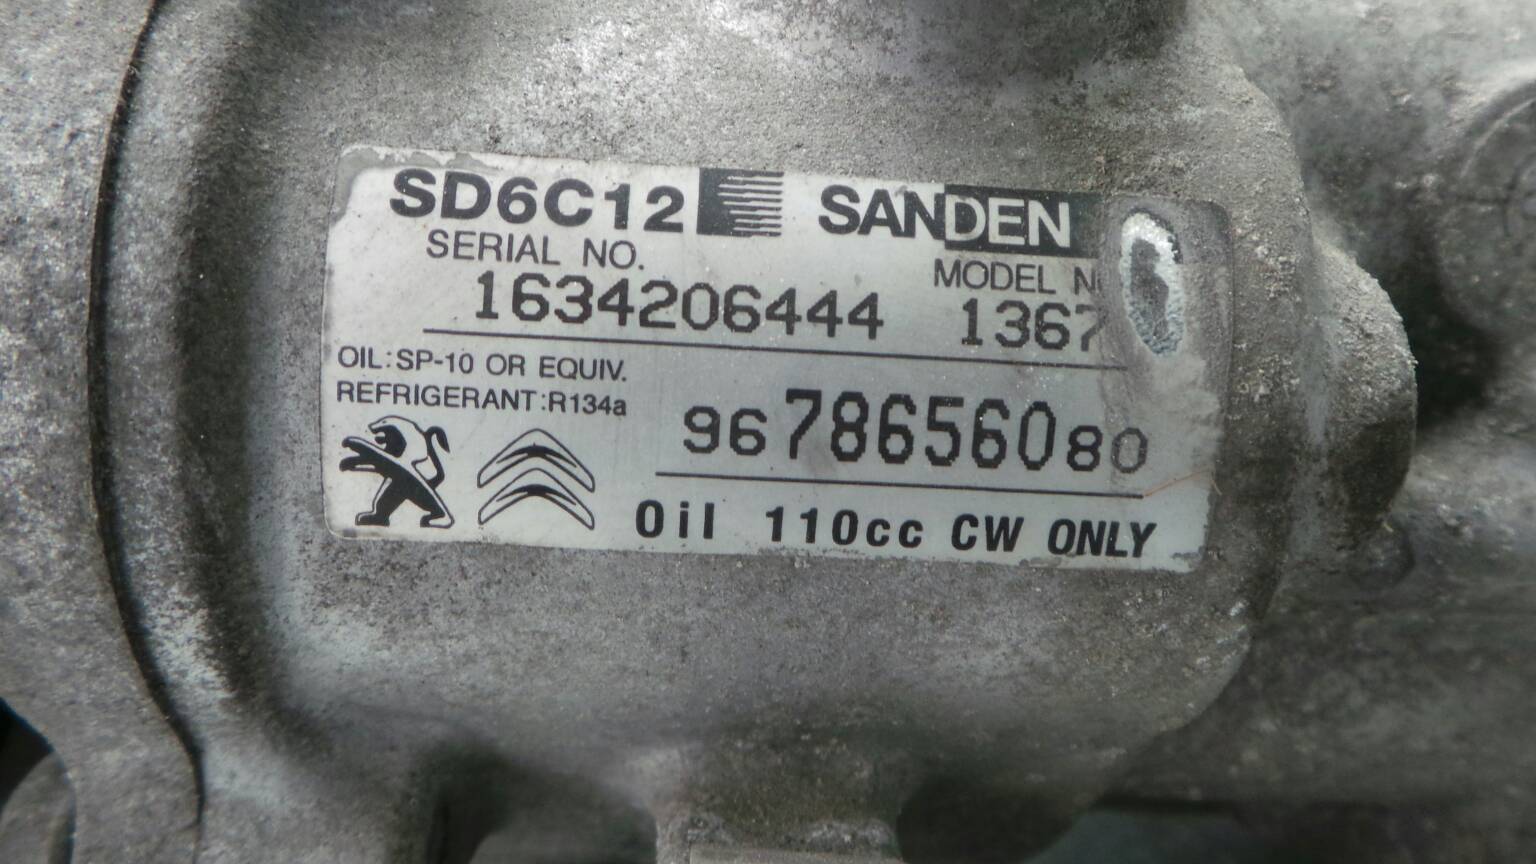 SD6C12 SANDEN
SERIAL NO. MODEL
1634206444 1367
OIL:SP-10 OR EQUIV.
REFRIGERANT:R134a
9678656080
Oil 110cc CW ONLY